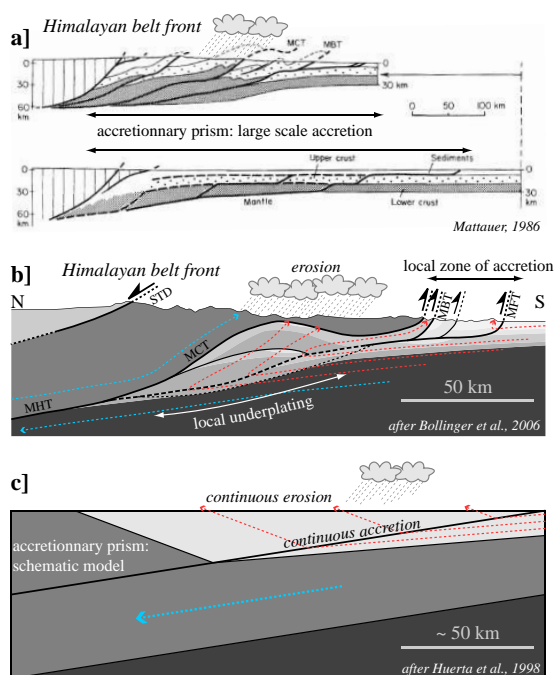 a]
Himalayan belt front
MCT
MBT
0
30
60
km
0
30 km
0 50 100 km
accretionnary prism: large scale accretion
Upper crust
Sediments
0
30
60
km
Mantle
Lower crust
0
30
km
Mattauer, 1986
b]
Himalayan belt front
erosion
local zone of accretion
N
STD
MBT
MFT
S
MCT
MHT
local underplating
50 km
after Bollinger et al., 2006
c]
continuous erosion
continuous accretion
accretionnary prism:
schematic model
~ 50 km
after Huerta et al., 1998